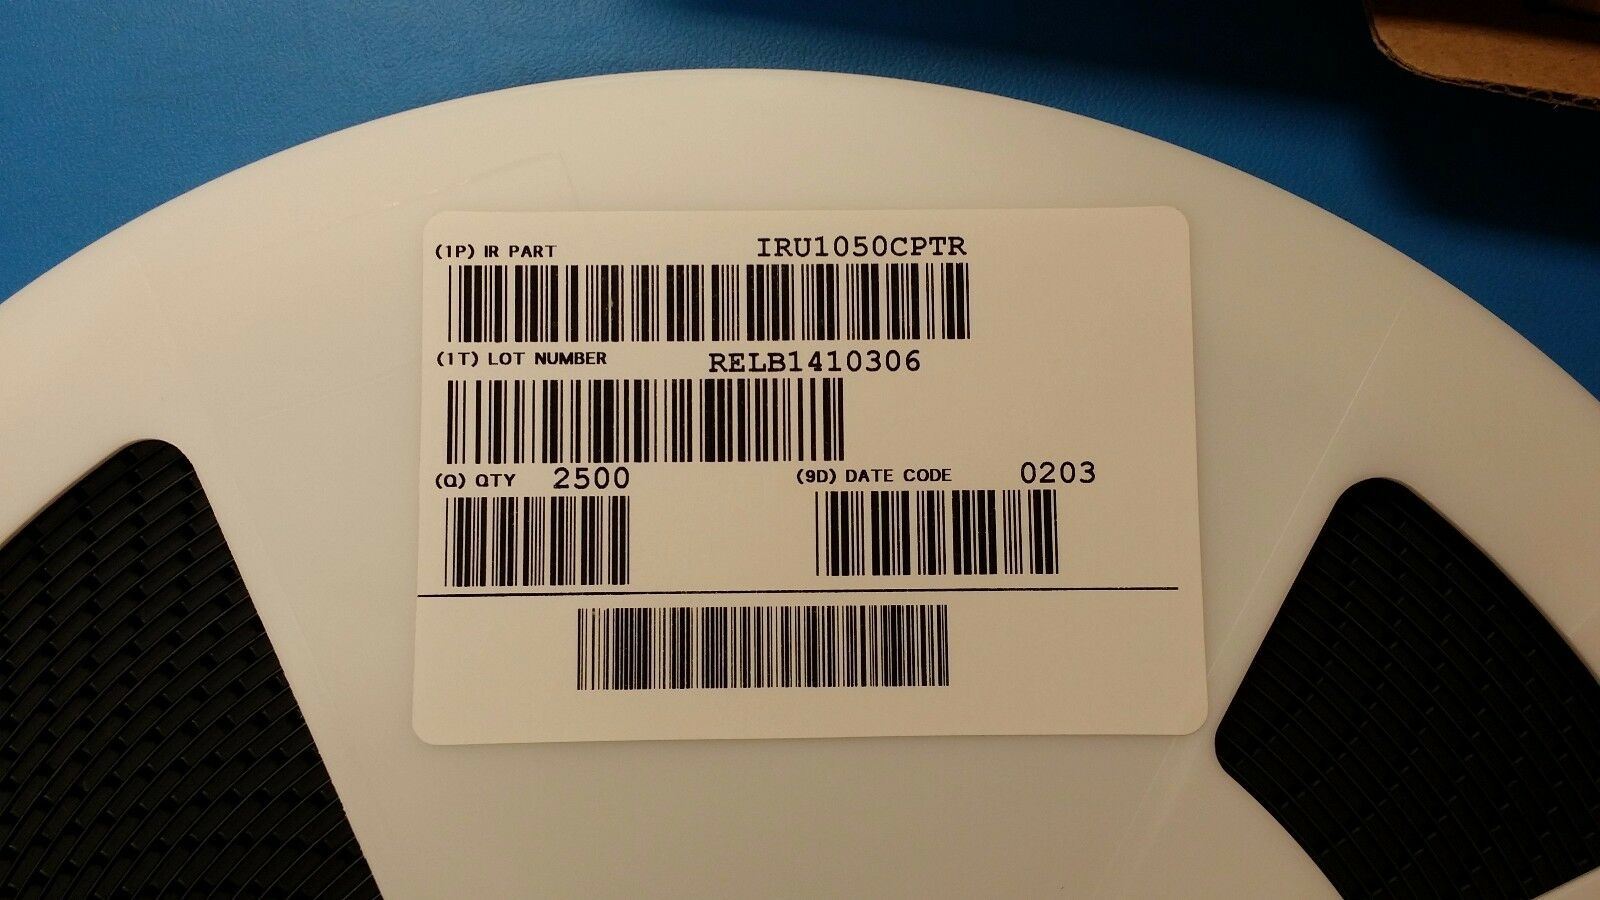 (1P) IR PART IRU1050CPTR
(1T) LOT NUMBER RELB1410306
(Q) QTY 2500 (9D) DATE CODE 0203